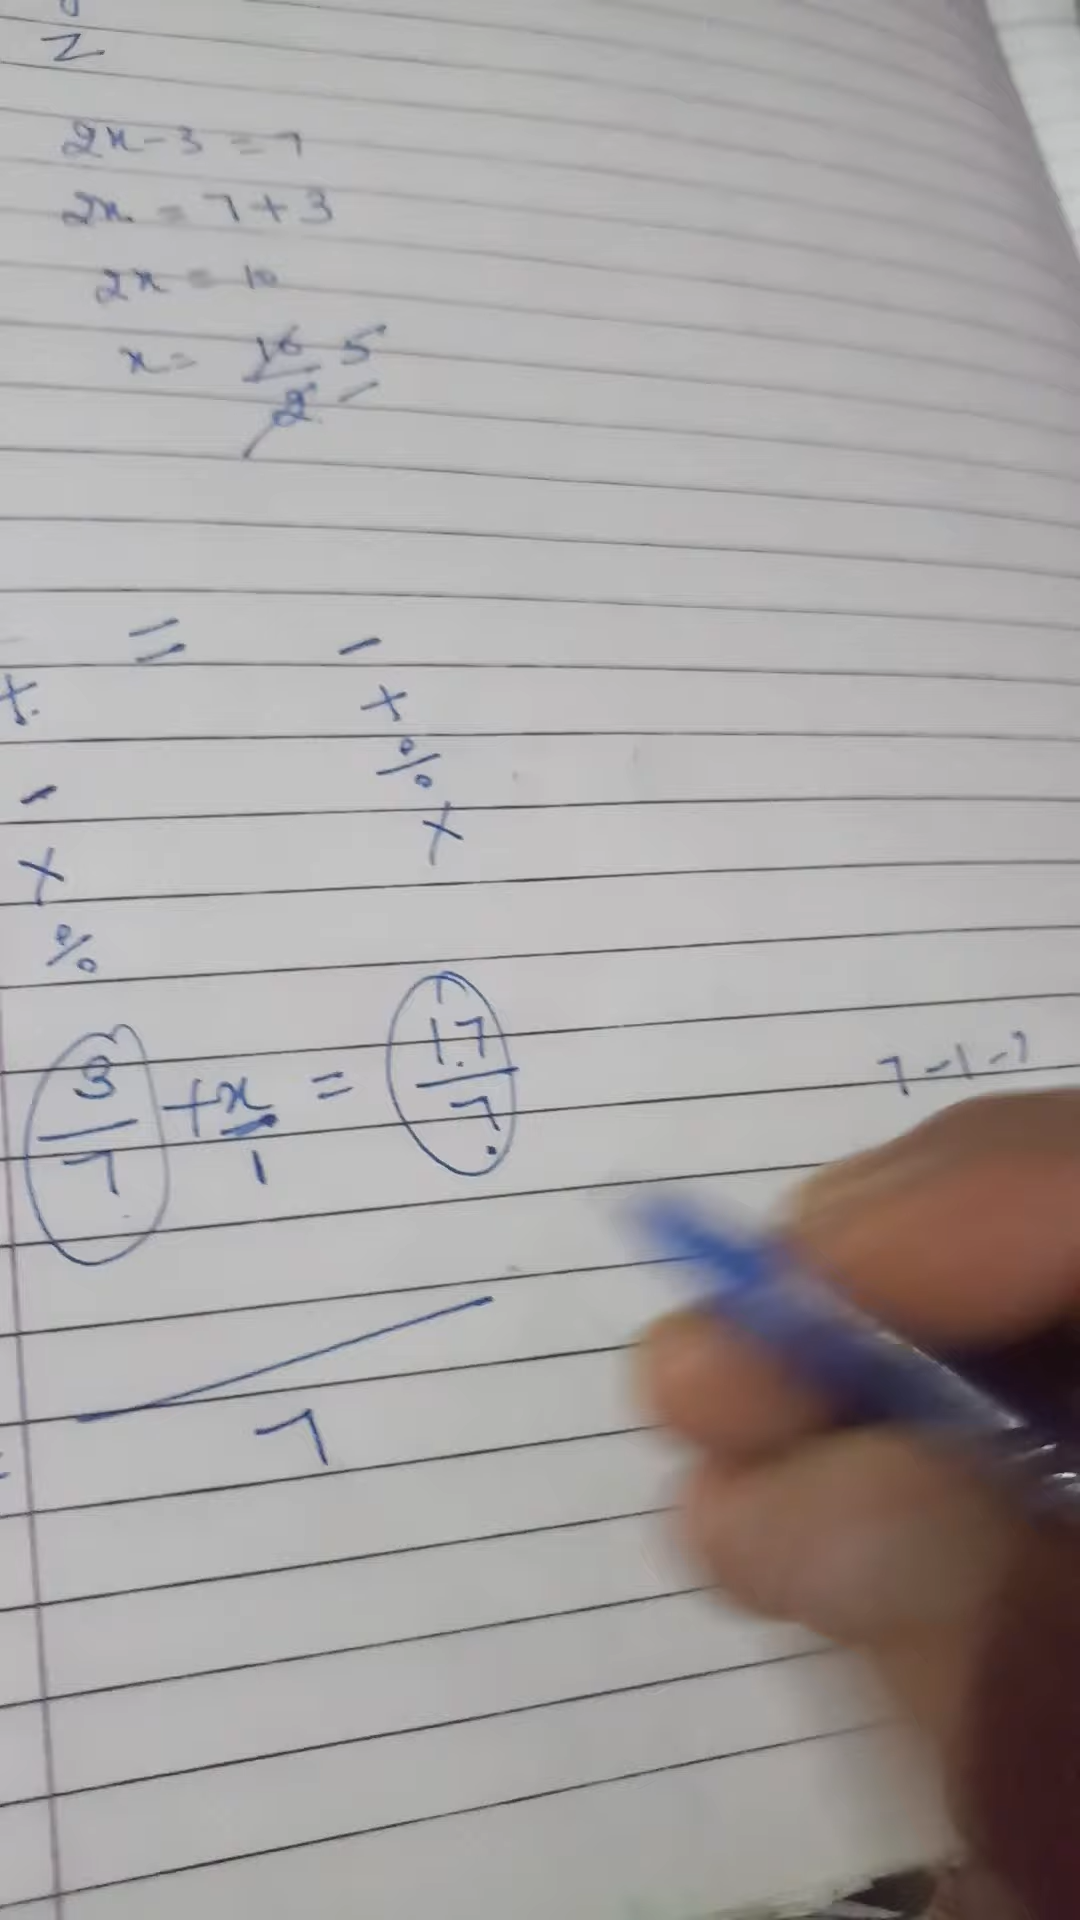 2
2x - 3 = 7
2x = 7 + 3
2x = 10
x = 10/2 5
= -
+ +
% 
- x
x
%
3/7 + x/1 = 17/7
7 - 1 - 7
7